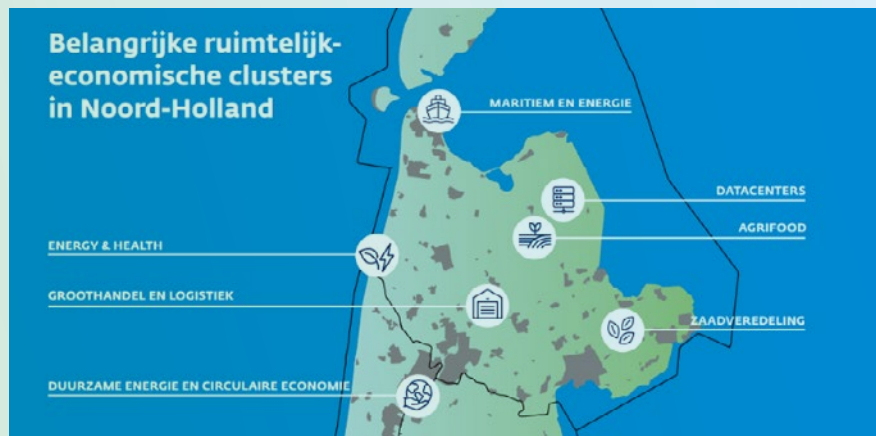 Belangrijke ruimtelijk-
economische clusters
in Noord-Holland
MARITIEM EN ENERGIE
DATACENTERS
AGRIFOOD
ENERGY & HEALTH
GROOTHANDEL EN LOGISTIEK
ZAADVEREDELING
DUURZAME ENERGIE EN CIRCULAIRE ECONOMIE